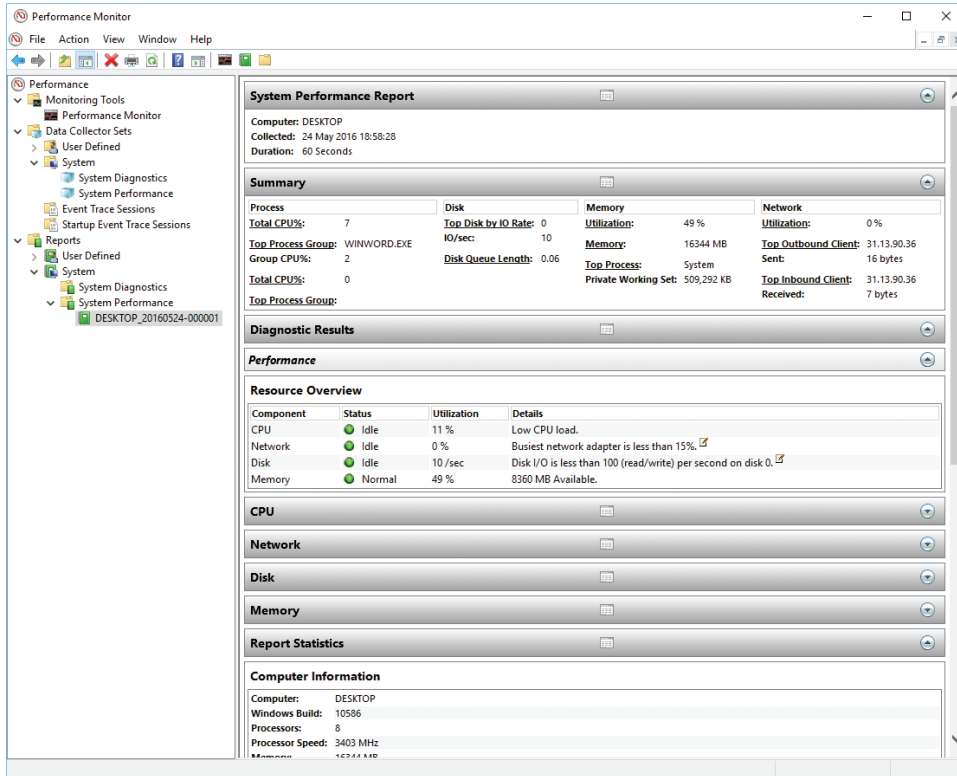 Performance Monitor
File Action View Window Help
Performance
Monitoring Tools
Performance Monitor
Data Collector Sets
User Defined
System
System Diagnostics
System Performance
Event Trace Sessions
Startup Event Trace Sessions
Reports
User Defined
System
System Diagnostics
System Performance
DESKTOP_20160524-000001
System Performance Report
Computer: DESKTOP
Collected: 24 May 2016 18:58:28
Duration: 60 Seconds
Summary
Process Disk Memory Network
Total CPU%: 7 Top Disk by IO Rate: 0 Utilization: 49 % Utilization: 0 %
Top Process Group: WINWORD.EXE IO/sec: 10 Memory: 16344 MB Top Outbound Client: 31.13.90.36
Group CPU%: 2 Disk Queue Length: 0.06 Top Process: System Sent: 16 bytes
Total CPU%: 0 Private Working Set: 509,292 KB Top Inbound Client: 31.13.90.36
Top Process Group: Received: 7 bytes
Diagnostic Results
Performance
Resource Overview
Component Status Utilization Details
CPU Idle 11 % Low CPU load.
Network Idle 0 % Busiest network adapter is less than 15%.
Disk Idle 10 /sec Disk I/O is less than 100 (read/write) per second on disk 0.
Memory Normal 49 % 8360 MB Available.
CPU
Network
Disk
Memory
Report Statistics
Computer Information
Computer: DESKTOP
Windows Build: 10586
Processors: 8
Processor Speed: 3403 MHz
Memory: 16344 MB